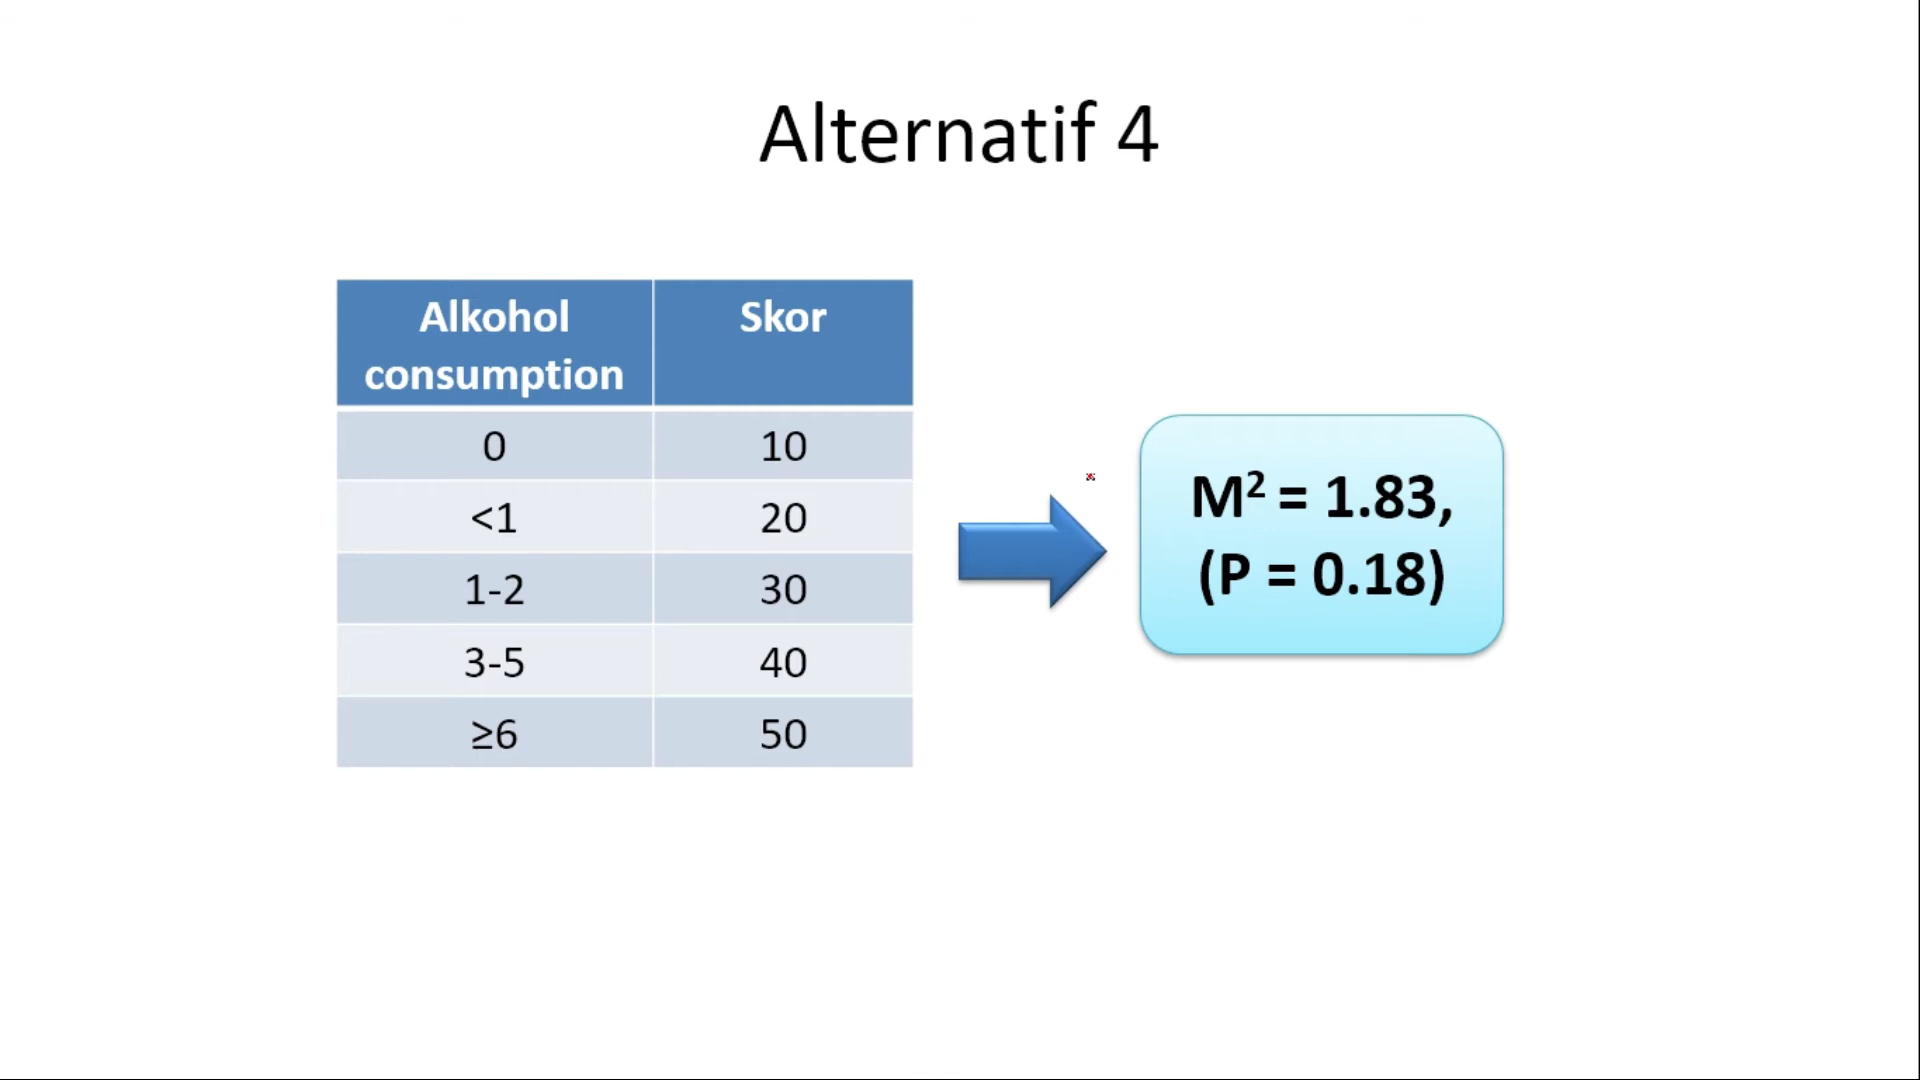 Alternatif 4
Alkohol consumption Skor
0 10
<1 20
1-2 30
3-5 40
≥6 50
M² = 1.83,
(P = 0.18)